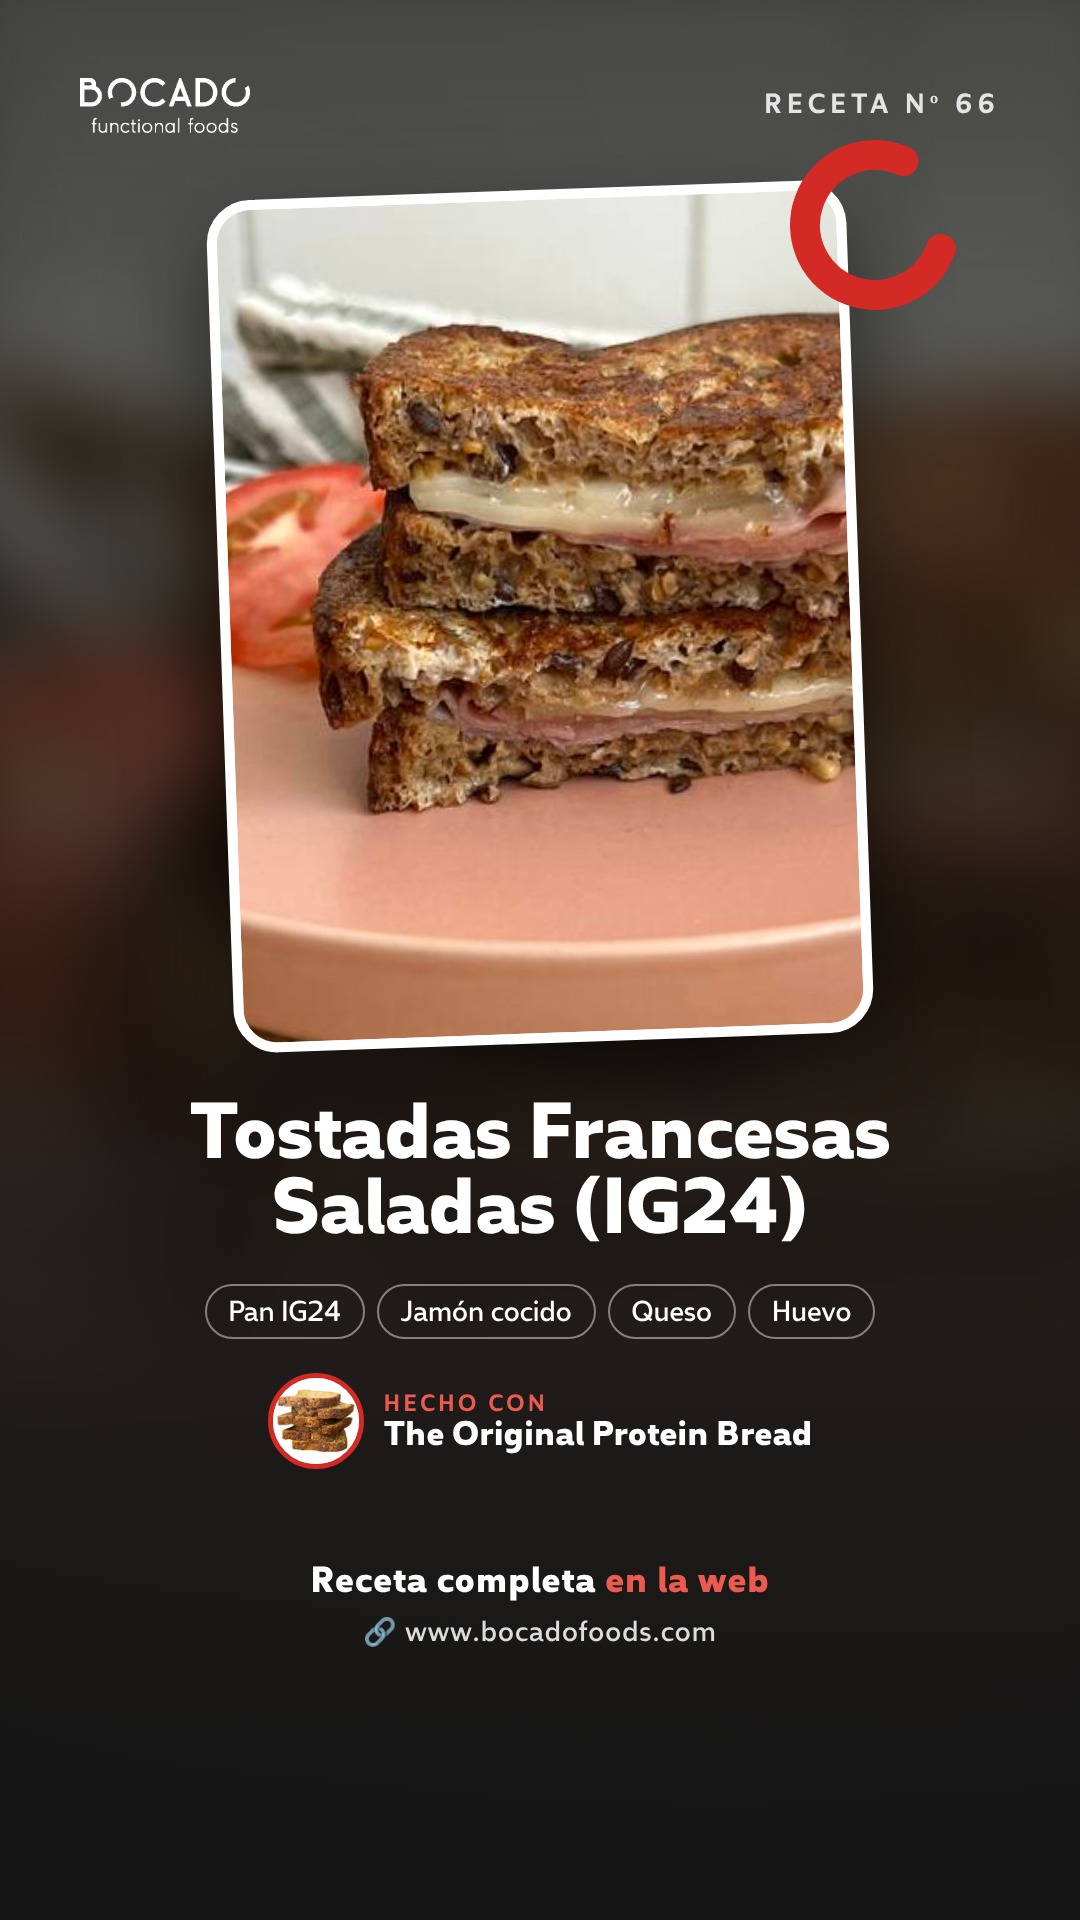 BOCADO
functional foods
RECETA Nº 66
Tostadas Francesas
Saladas (IG24)
Pan IG24
Jamón cocido
Queso
Huevo
HECHO CON
The Original Protein Bread
Receta completa en la web
🔗 www.bocadofoods.com